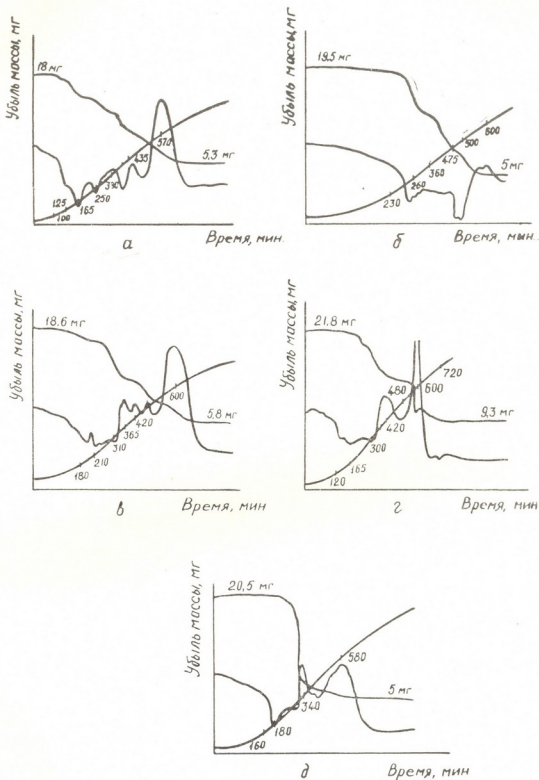 Убыль массы, мг
18 мг
100
125
165
250
330
435
570
5,3 мг
Время, мин.
а
Убыль массы, мг
19.5 мг
230
260
360
475
500
600
5 мг
Время, мын..
б
Убыль массы, мг
18.6 мг
180
210
310
365
420
600
5,8 мг
Время, мин
в
Убыль массы, мг
21.8 мг
120
165
300
420
480
600
720
9,3 мг
Время, мин
г
Убыль массы, мг
20,5 мг
160
180
340
580
5 мг
Время, мин
д